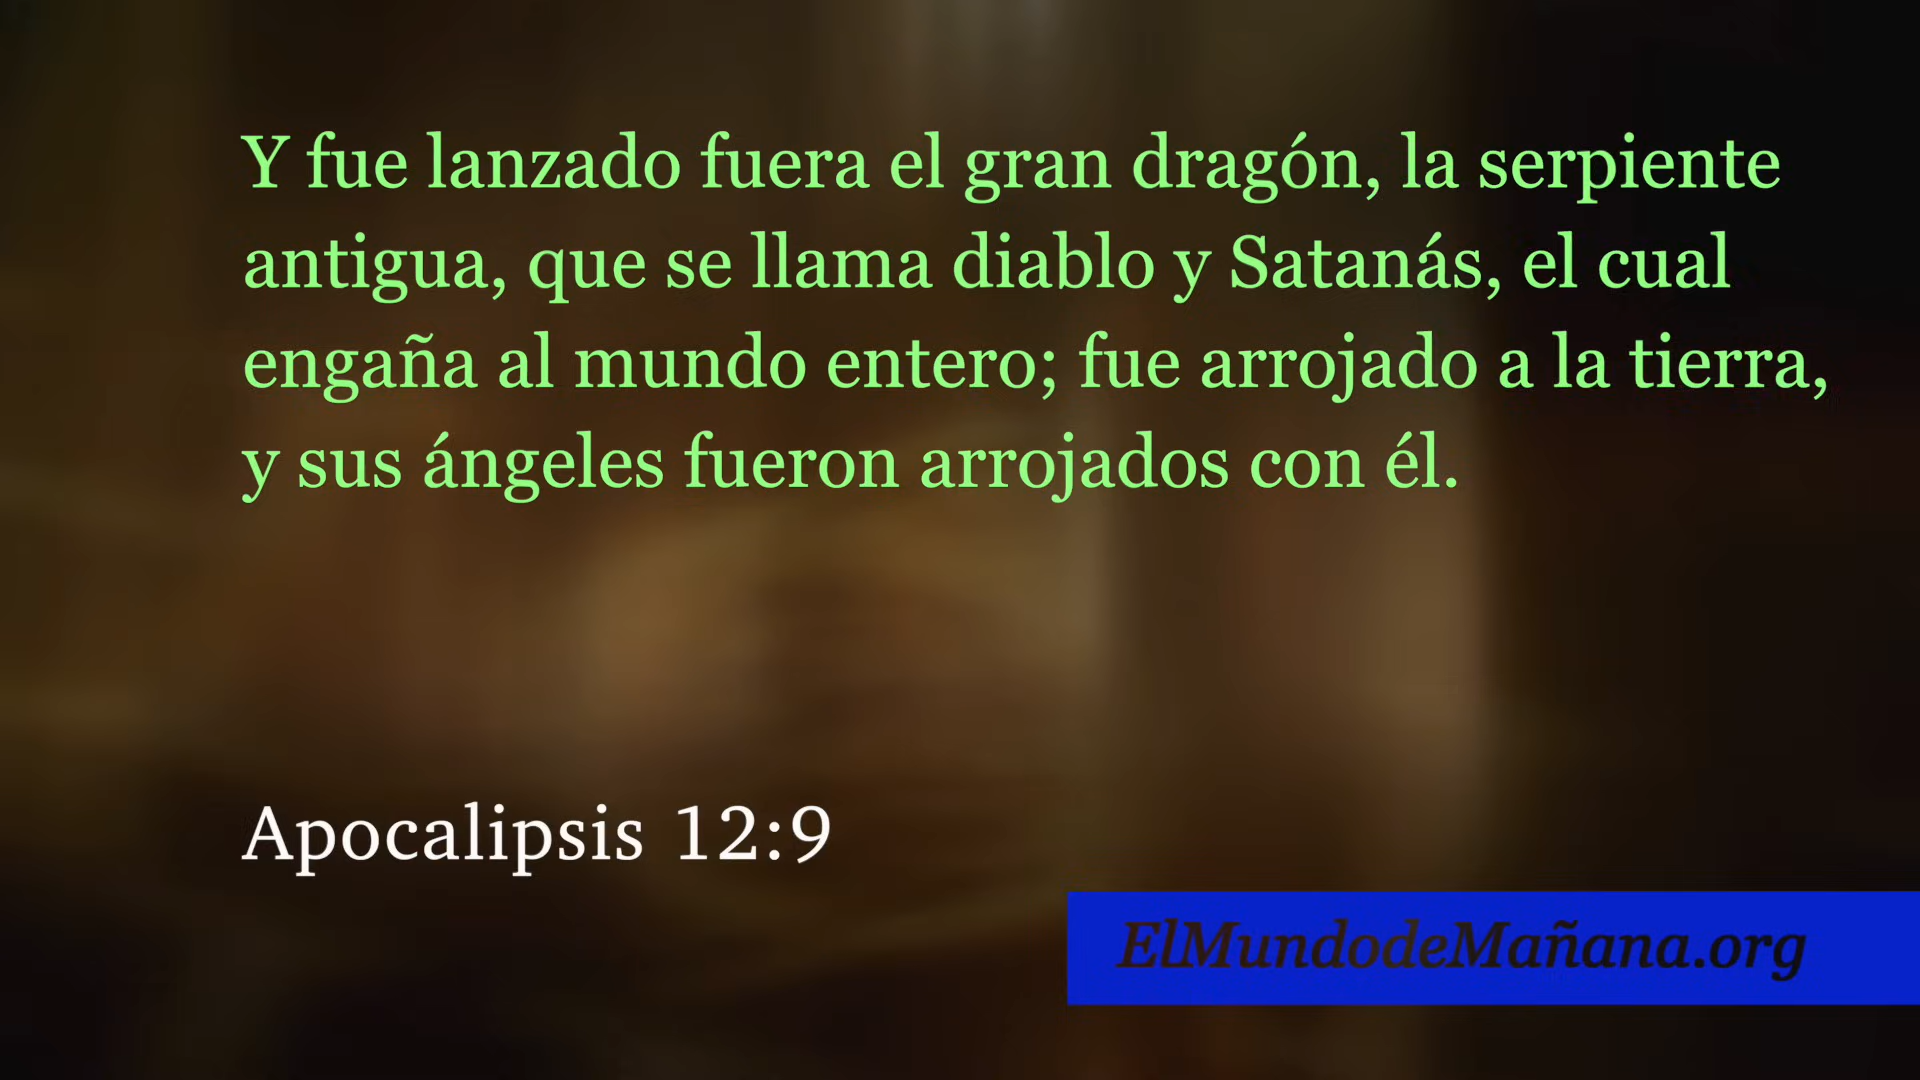 Y fue lanzado fuera el gran dragón, la serpiente
antigua, que se llama diablo y Satanás, el cual
engaña al mundo entero; fue arrojado a la tierra,
y sus ángeles fueron arrojados con él.
Apocalipsis 12:9
ElMundodeMañana.org